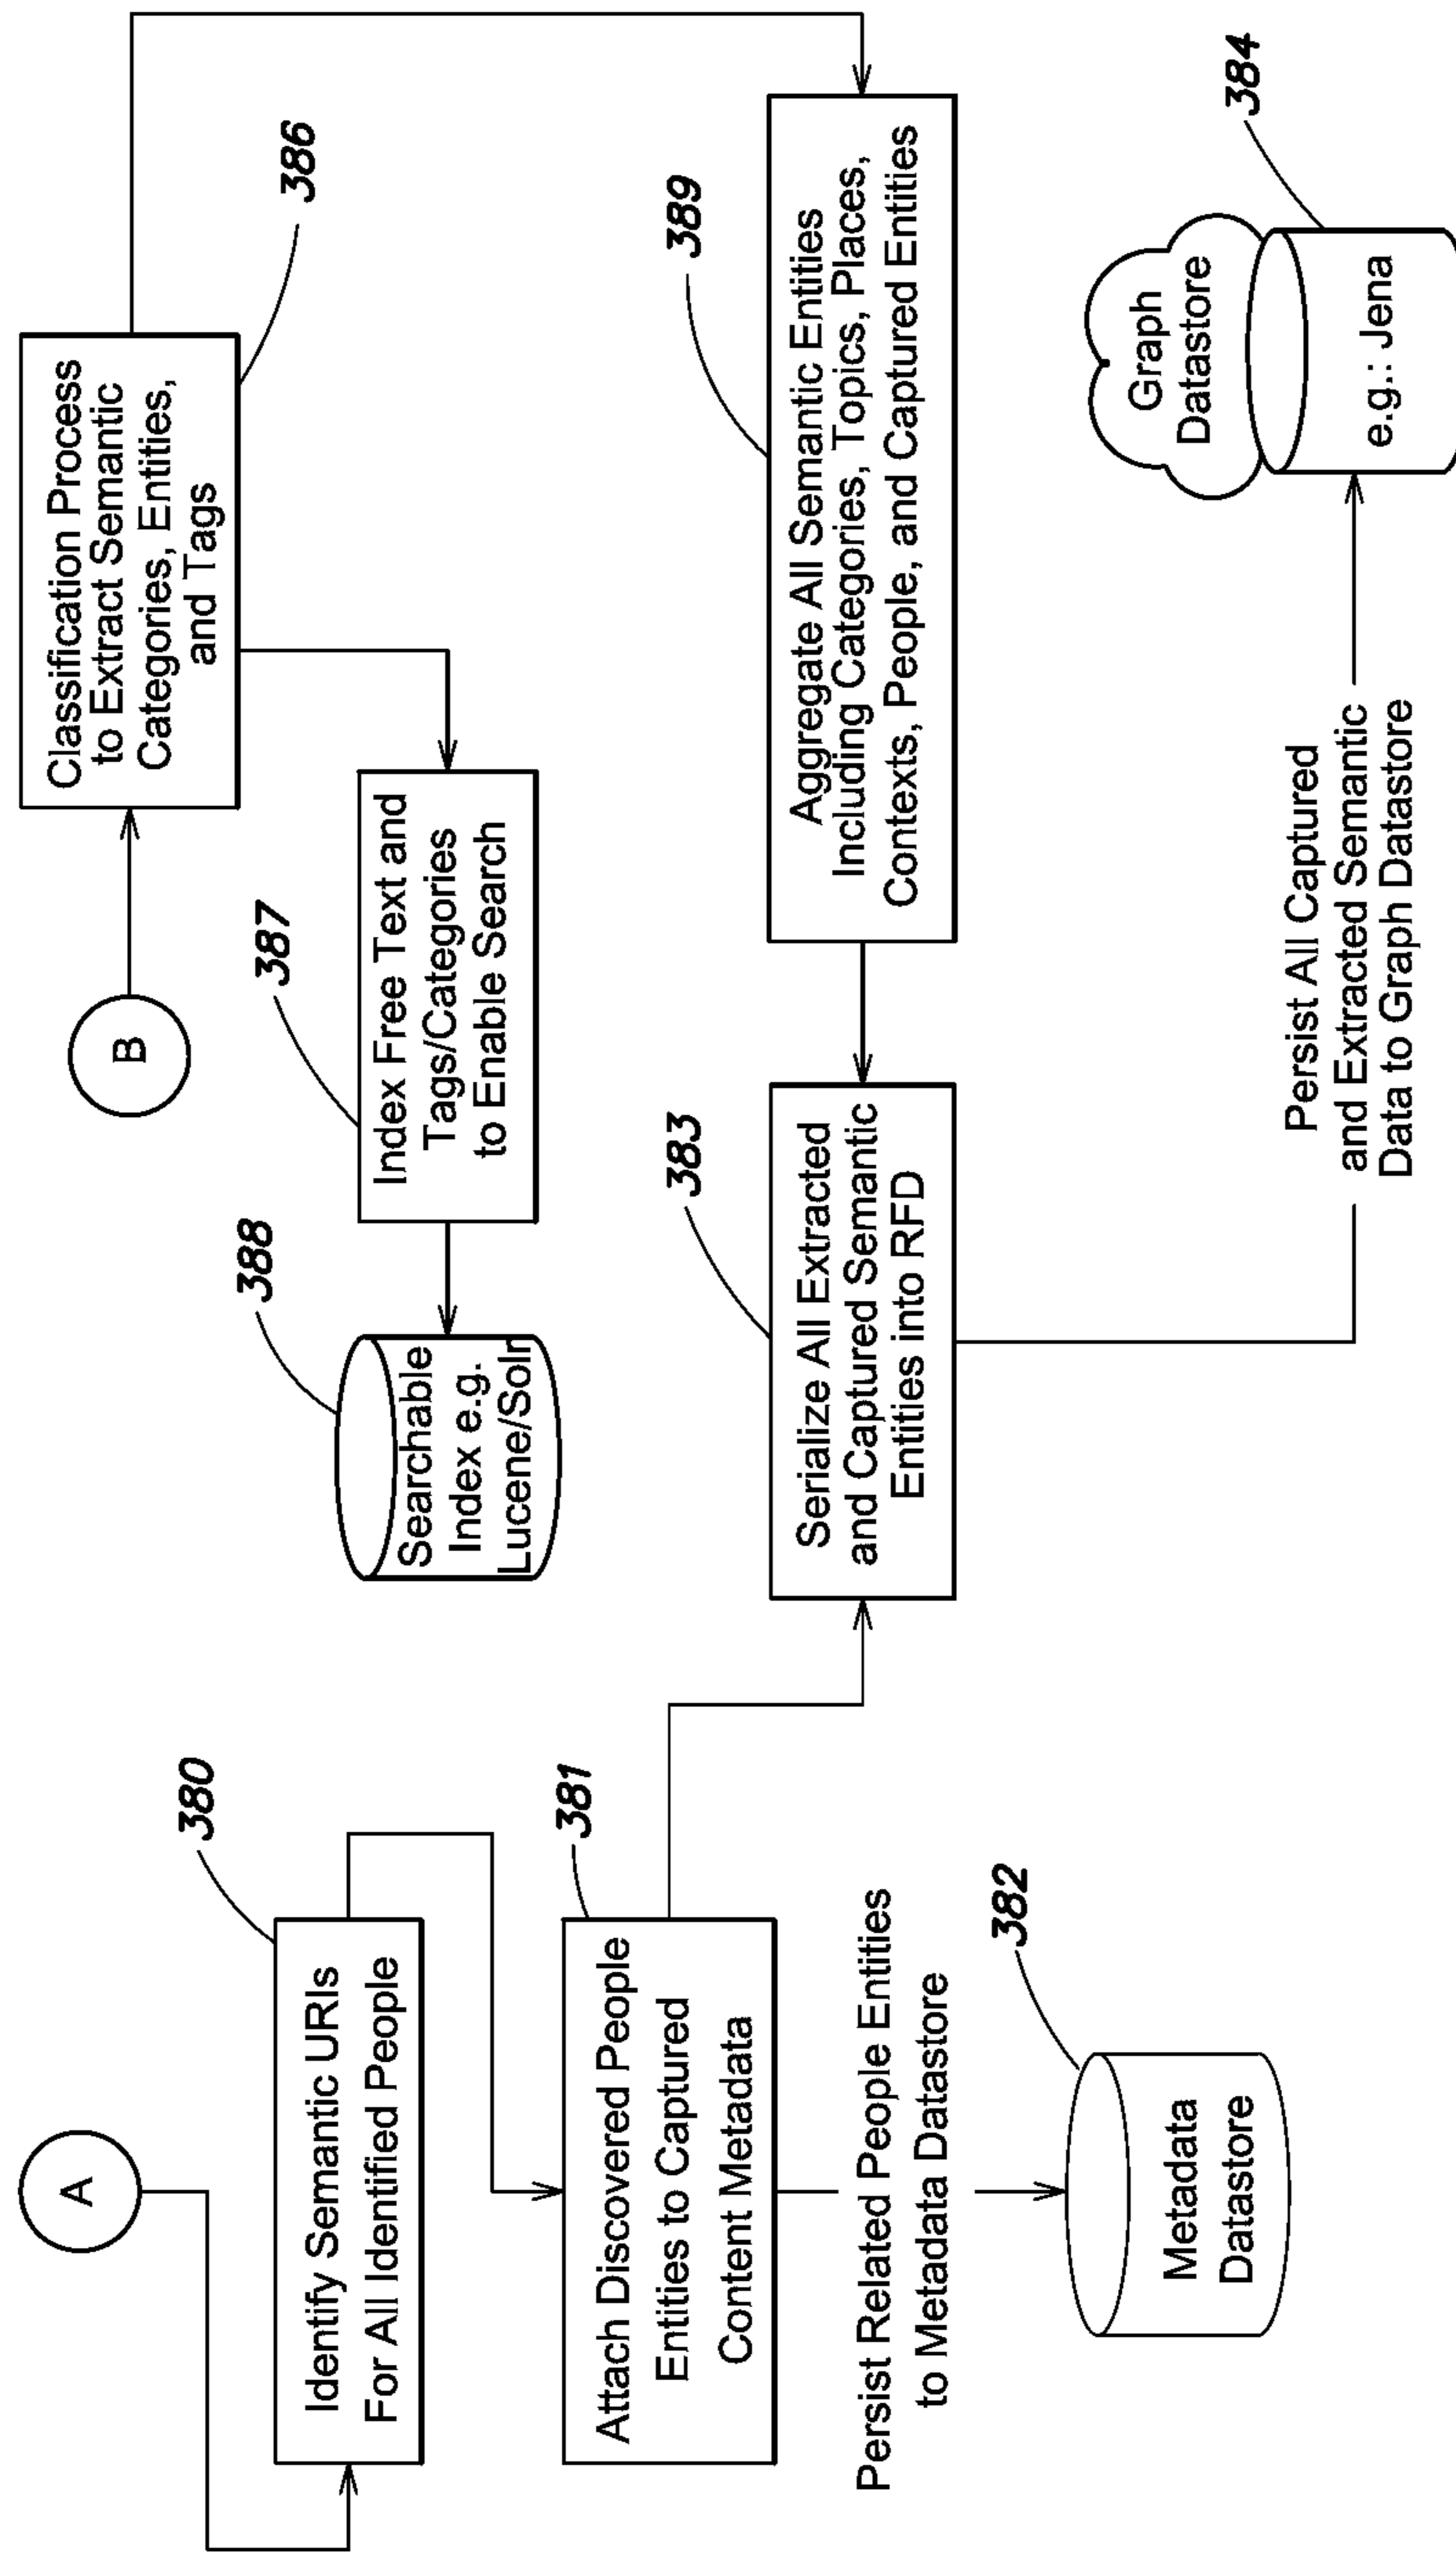 A
380
Identify Semantic URIs
For All Identified People
381
Attach Discovered People
Entities to Captured
Content Metadata
Persist Related People Entities
to Metadata Datastore
382
Metadata
Datastore
B
386
Classification Process
to Extract Semantic
Categories, Entities,
and Tags
387
Index Free Text and
Tags/Categories
to Enable Search
388
Searchable
Index e.g.
Lucene/Solr
389
Aggregate All Semantic Entities
Including Categories, Topics, Places,
Contexts, People, and Captured Entities
383
Serialize All Extracted
and Captured Semantic
Entities into RFD
Persist All Captured
and Extracted Semantic
Data to Graph Datastore
384
Graph
Datastore
e.g.: Jena